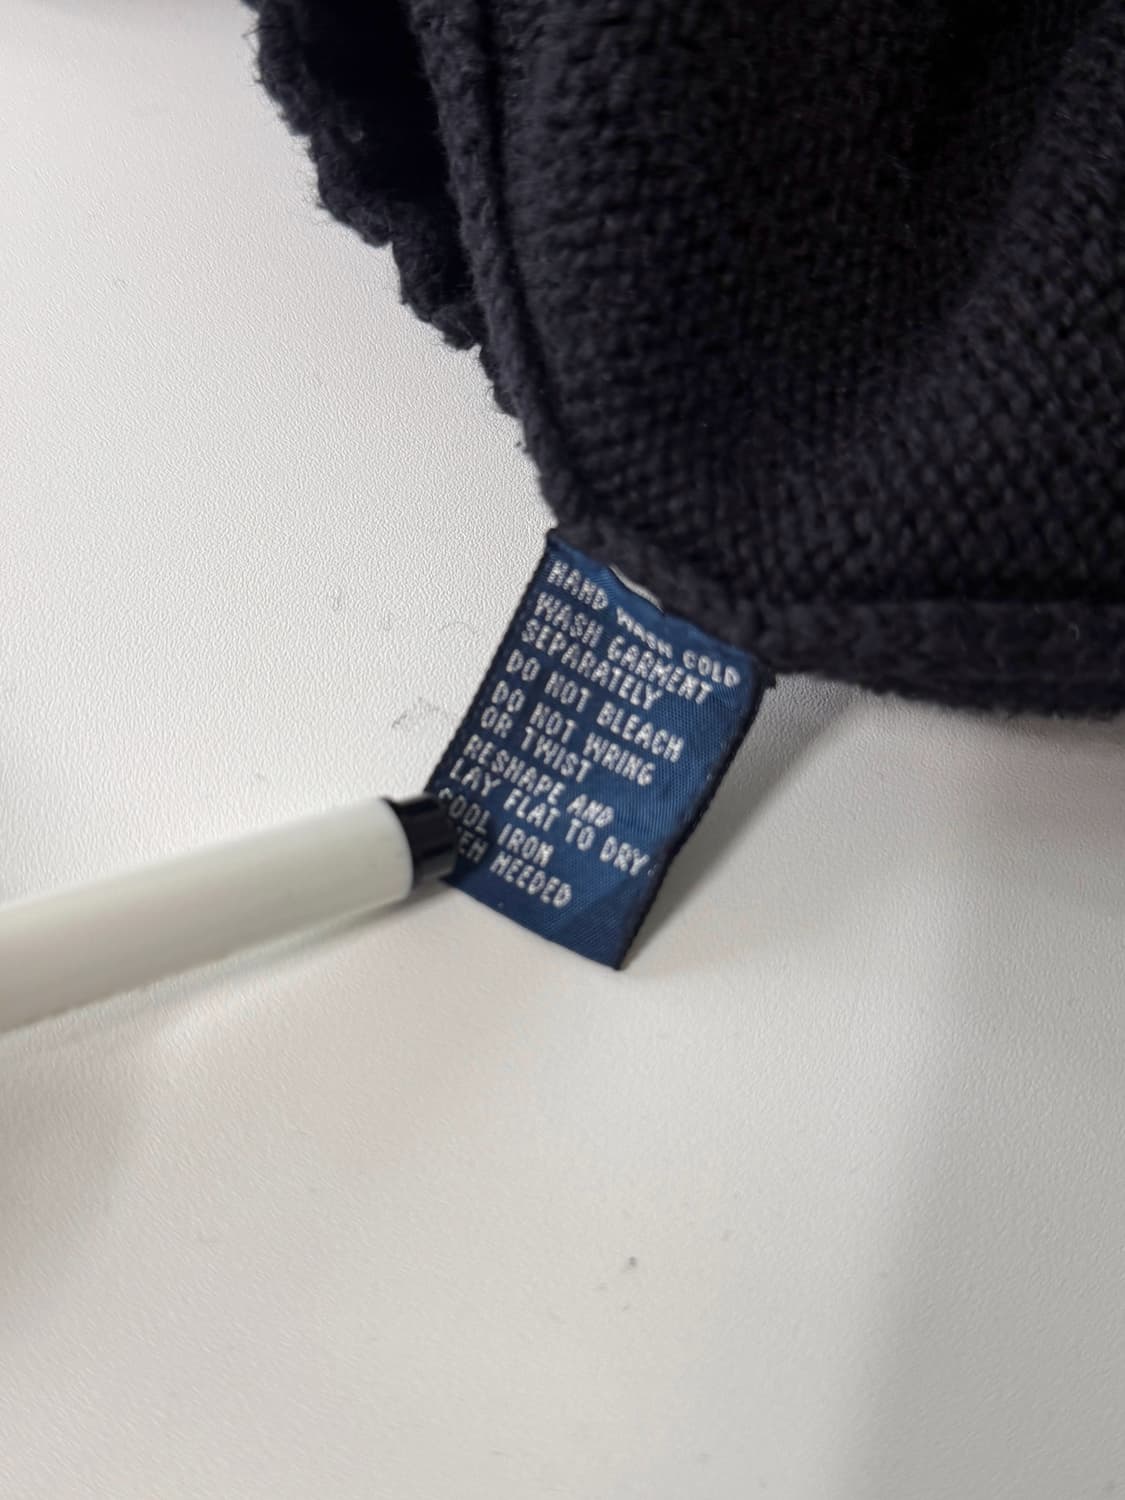 HAND WASH COLD
WASH GARMENT
SEPARATELY
DO NOT BLEACH
DO NOT WRING
OR TWIST
RESHAPE AND
LAY FLAT TO DRY
COOL IRON
NEEDED